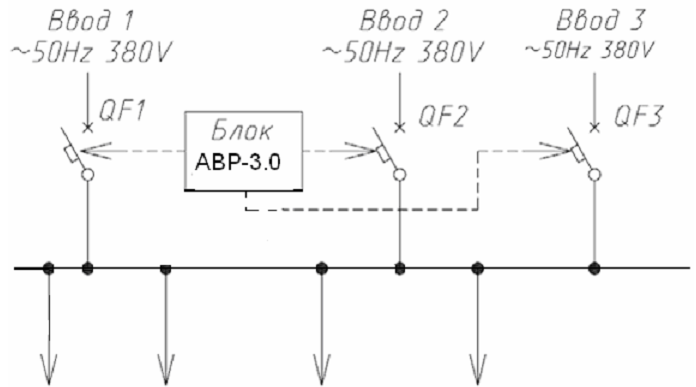 Ввод 1
~50Hz 380V
Ввод 2
~50Hz 380V
Ввод 3
~50Hz 380V
QF1
Блок
АВР-3.0
QF2
QF3